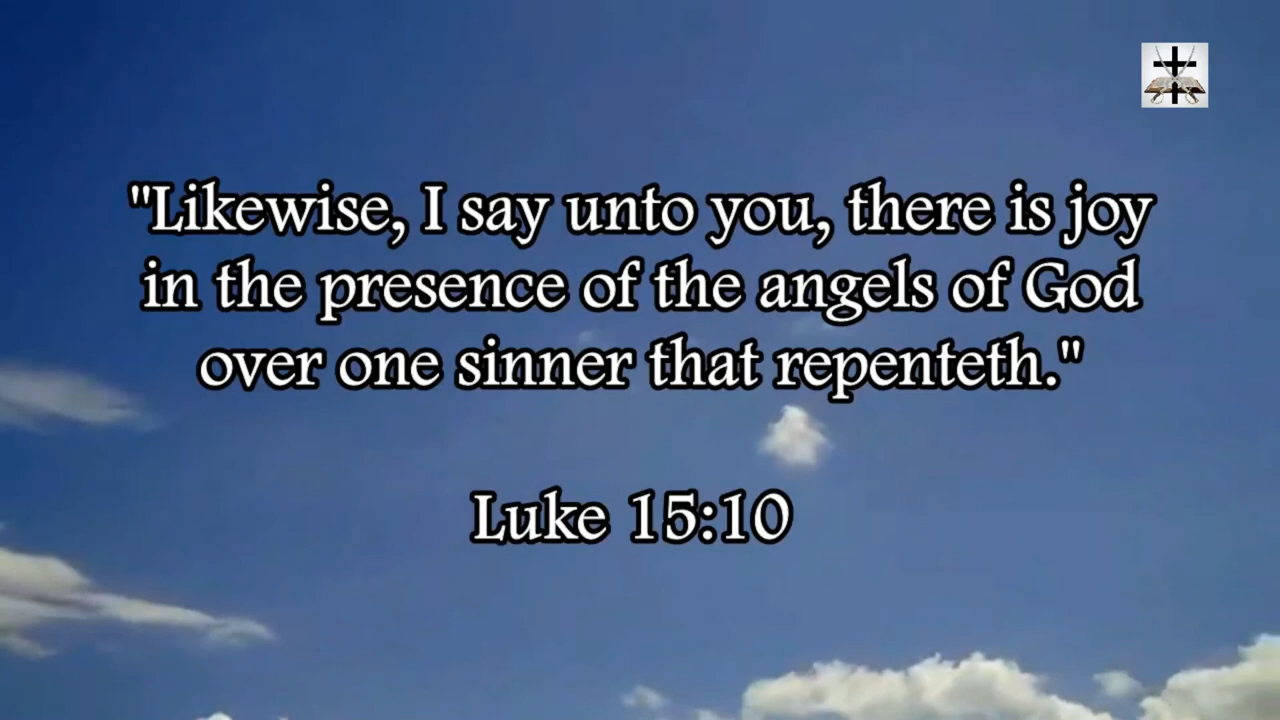 "Likewise, I say unto you, there is joy
in the presence of the angels of God
over one sinner that repenteth."
Luke 15:10